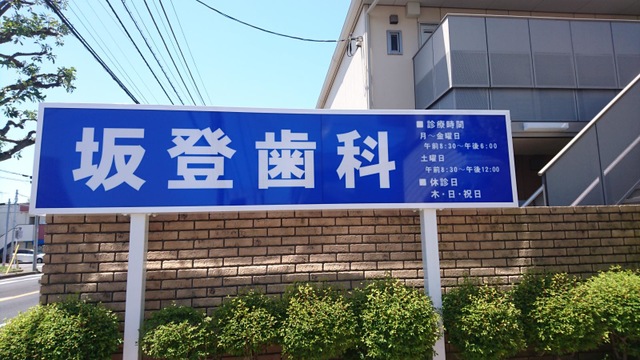 坂登歯科
■診療時間
月～金曜日
午前8:30～午後6:00
土曜日
午前8:30～午後12:00
■休診日
木・日・祝日